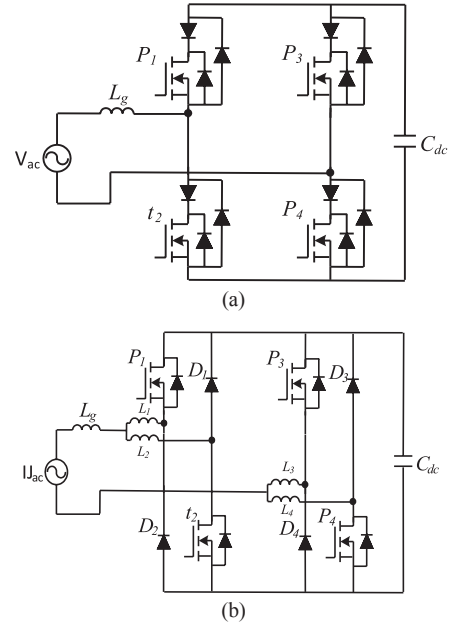 P1 P3
Lg
Vac
Cdc
t2 P4
(a)
P1 D1 P3 D3
Lg L1
L2
IJac
L3
L4
Cdc
D2 t2 D4 P4
(b)